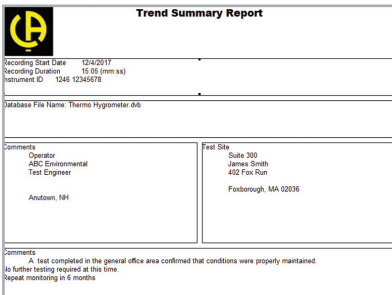 Trend Summary Report
Recording Start Date 12/4/2017
Recording Duration 15:05 (mm:ss)
Instrument ID 1246 12345678
Database File Name: Thermo Hygrometer.dvb
Comments
Operator
ABC Environmental
Test Engineer
Anutown, NH
Test Site
Suite 300
James Smith
402 Fox Run
Foxborough, MA 02036
Comments
A test completed in the general office area confirmed that conditions were properly maintained.
No further testing required at this time.
Repeat monitoring in 6 months